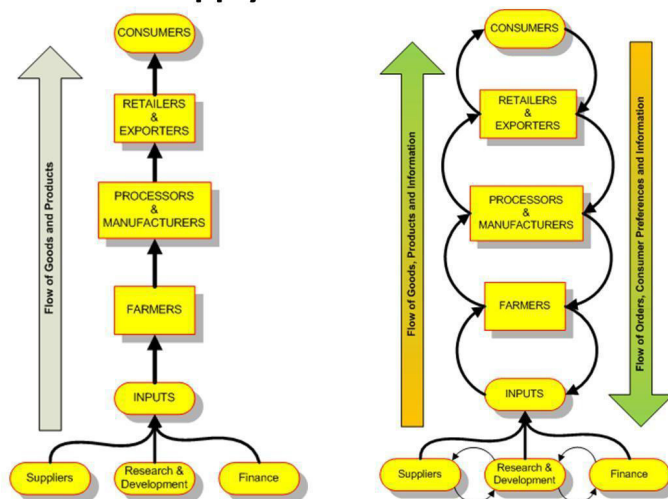 CONSUMERS
RETAILERS
&
EXPORTERS
PROCESSORS
&
MANUFACTURERS
FARMERS
INPUTS
Suppliers
Research &
Development
Finance
Flow of Goods and Products
CONSUMERS
RETAILERS
&
EXPORTERS
PROCESSORS
&
MANUFACTURERS
FARMERS
INPUTS
Suppliers
Research &
Development
Finance
Flow of Goods, Products and Information
Flow of Orders, Consumer Preferences and Information